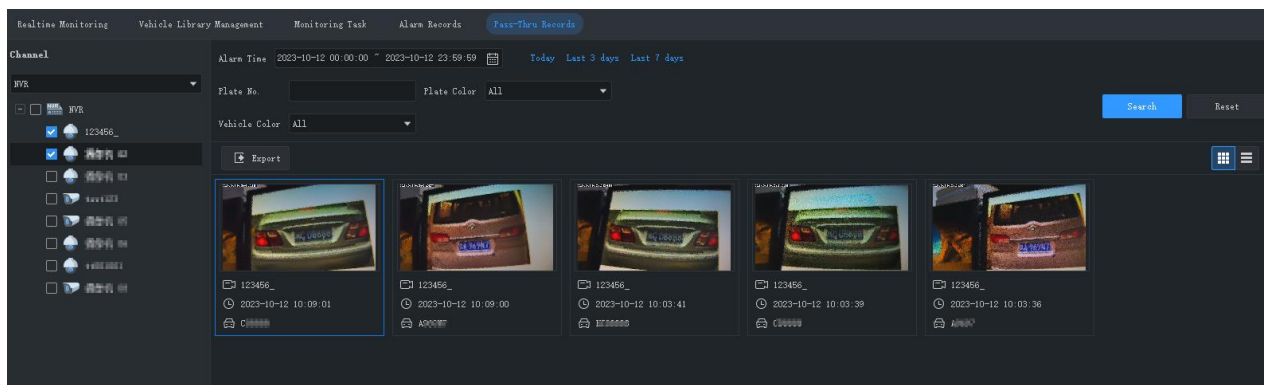 Realtime Monitoring Vehicle Library Management Monitoring Task Alarm Records Pass-Thru Records
Channel
NVR
NVR
123456_
Alarm Time 2023-10-12 00:00:00 ~ 2023-10-12 23:59:59 Today Last 3 days Last 7 days
Plate No. Plate Color All
Vehicle Color All
Search Reset
Export
123456_
2023-10-12 10:09:01
123456_
2023-10-12 10:09:00
123456_
2023-10-12 10:03:41
123456_
2023-10-12 10:03:39
123456_
2023-10-12 10:03:36